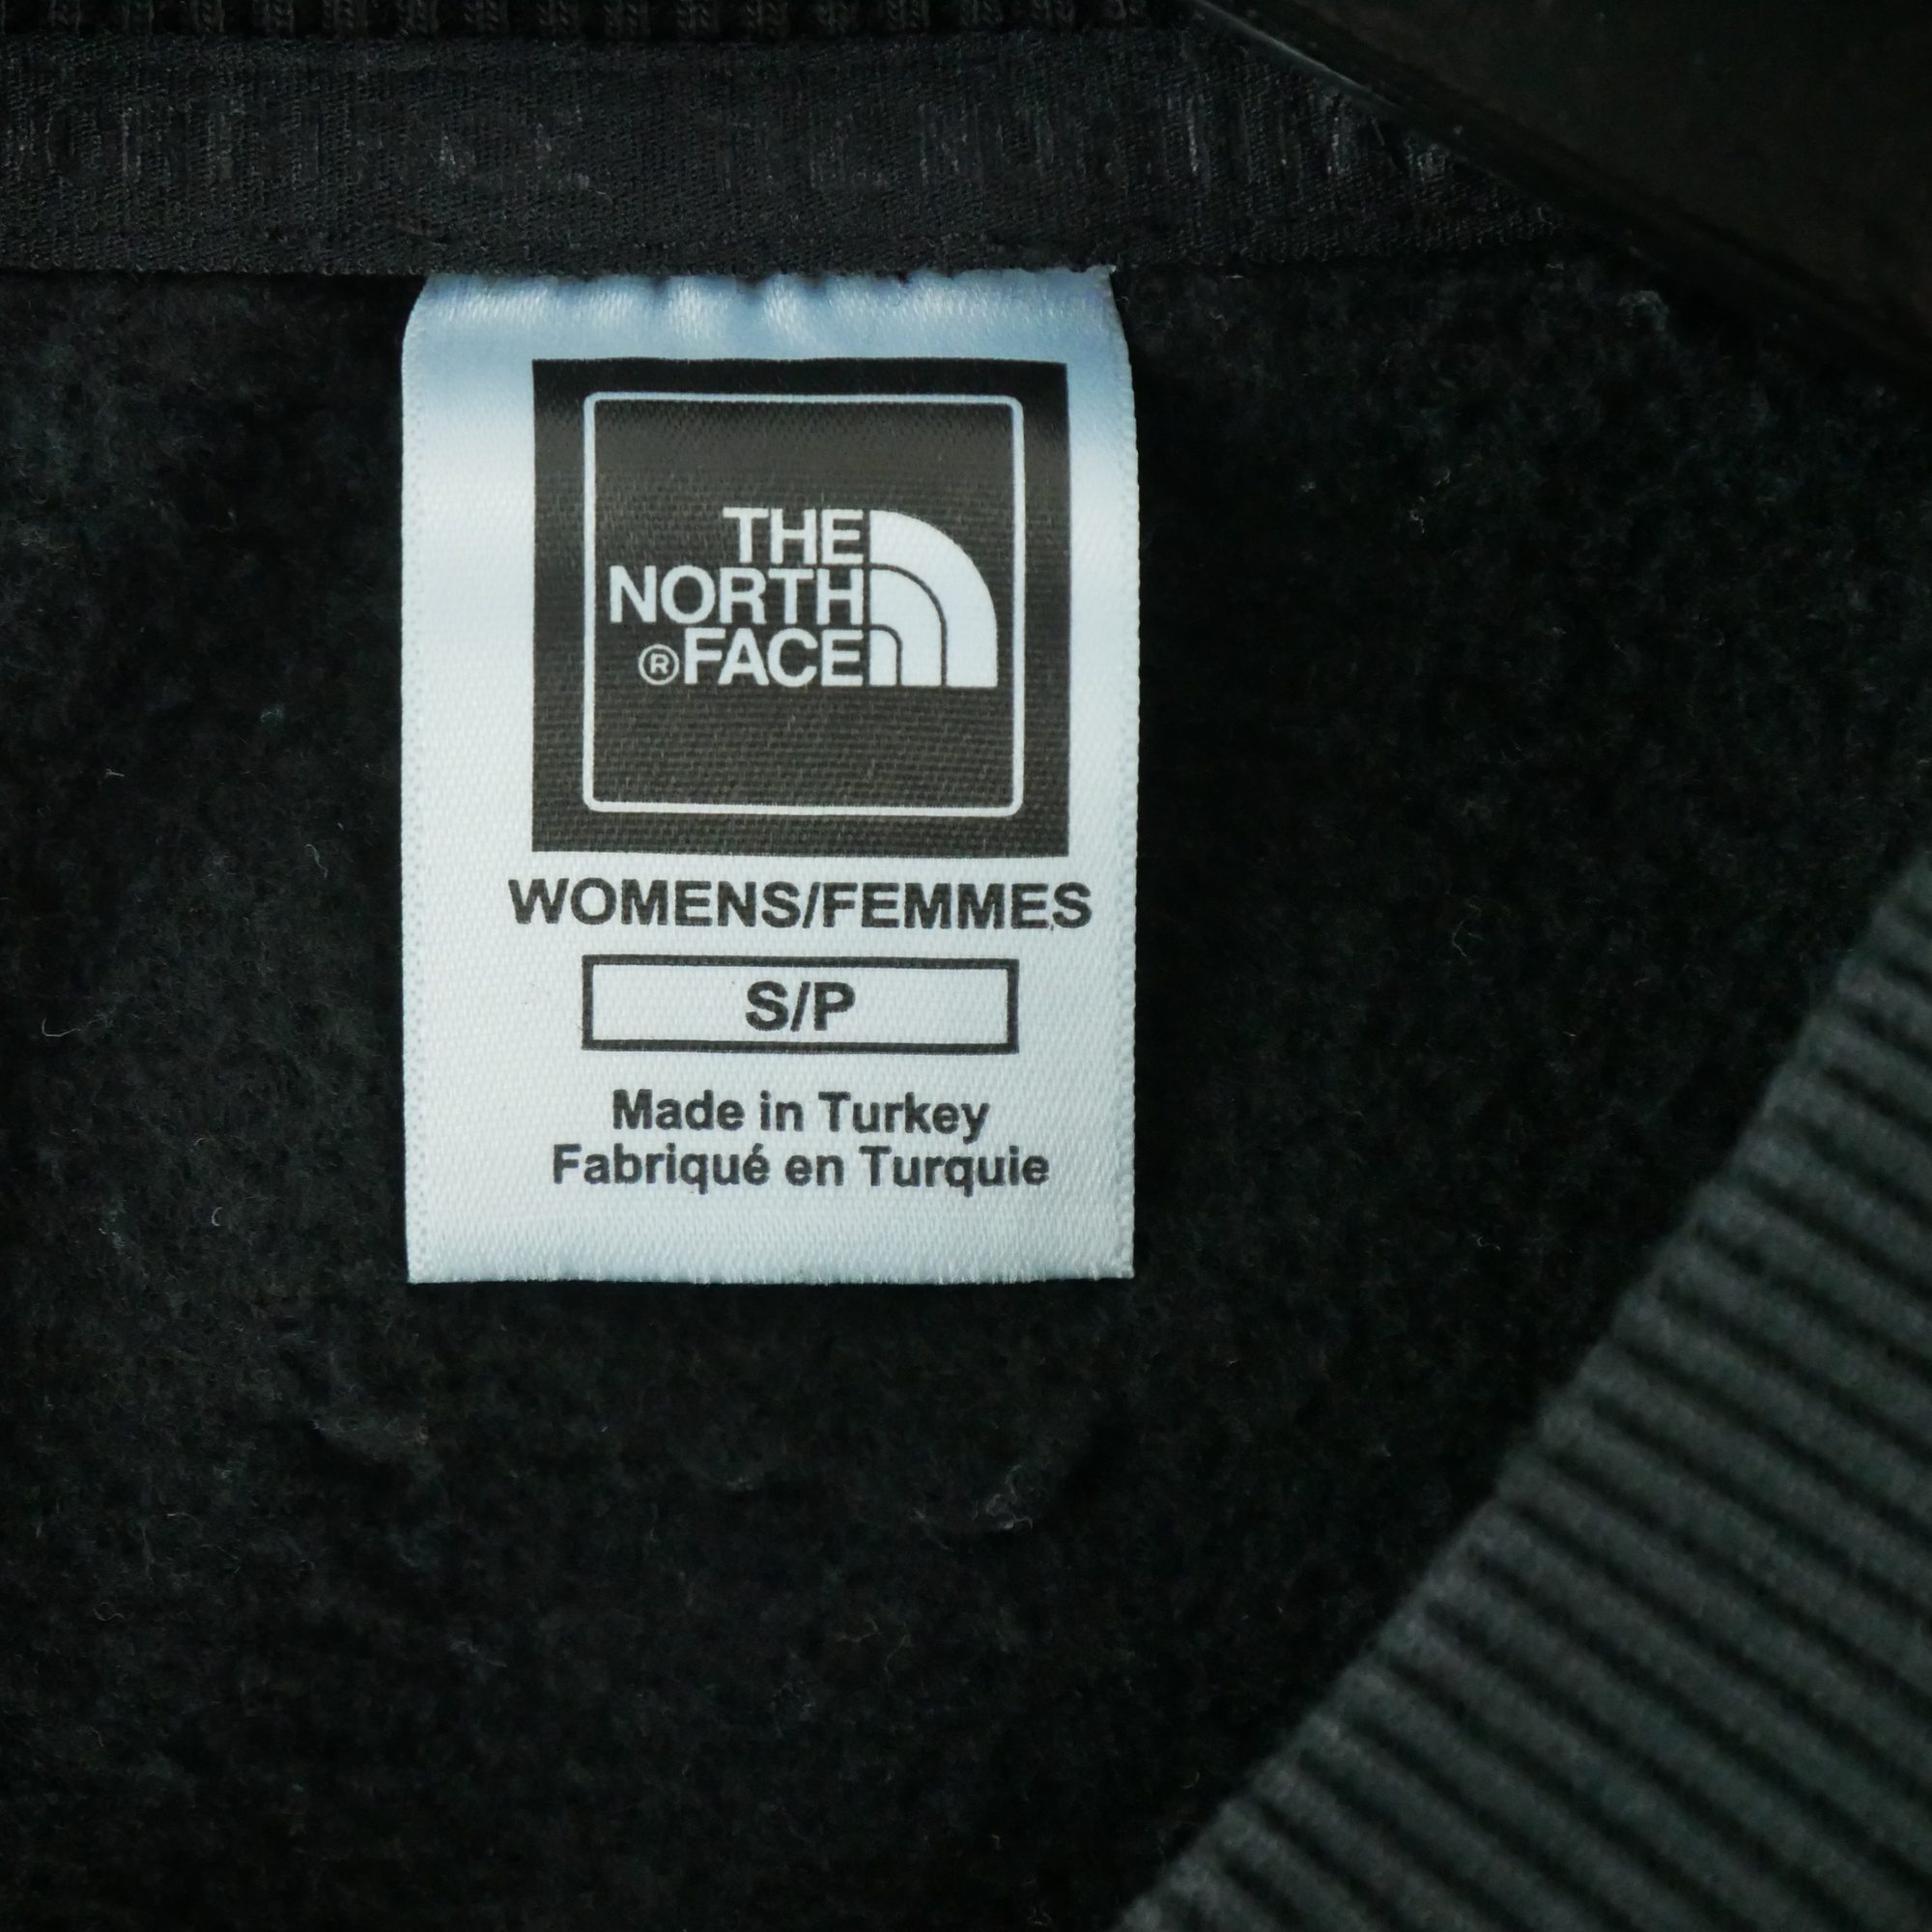 THE
NORTH
®FACE
WOMENS/FEMMES
S/P
Made in Turkey
Fabriqué en Turquie